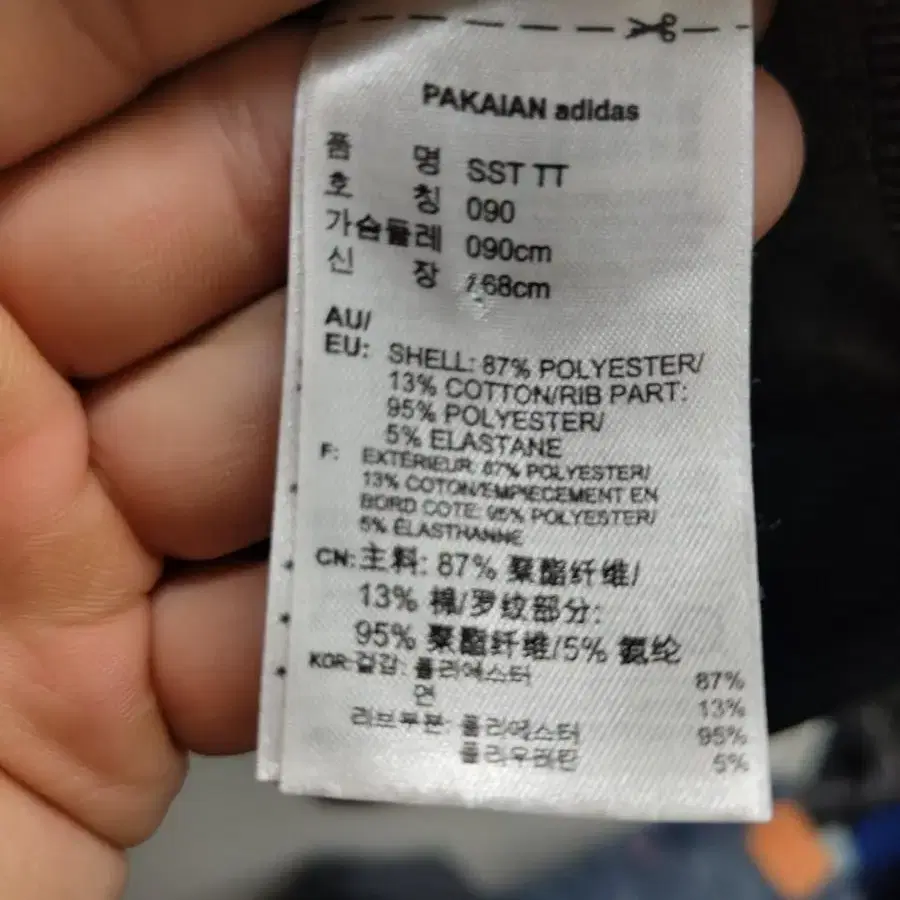 PAKAIAN adidas
품 명 SST TT
호 칭 090
가슴둘레 090cm
신 장 168cm
AU/
EU: SHELL: 87% POLYESTER/
13% COTTON/RIB PART:
95% POLYESTER/
5% ELASTANE
F: EXTÉRIEUR: 87% POLYESTER/
13% COTON/EMPIECEMENT EN
BORD COTE: 95% POLYESTER/
5% ÉLASTHANNE
CN: 主料: 87% 聚酯纤维/
13% 棉/罗纹部分:
95% 聚酯纤维/5% 氨纶
KOR: 겉감: 폴리에스터 87%
면 13%
리브부분: 폴리에스터 95%
폴리우레탄 5%